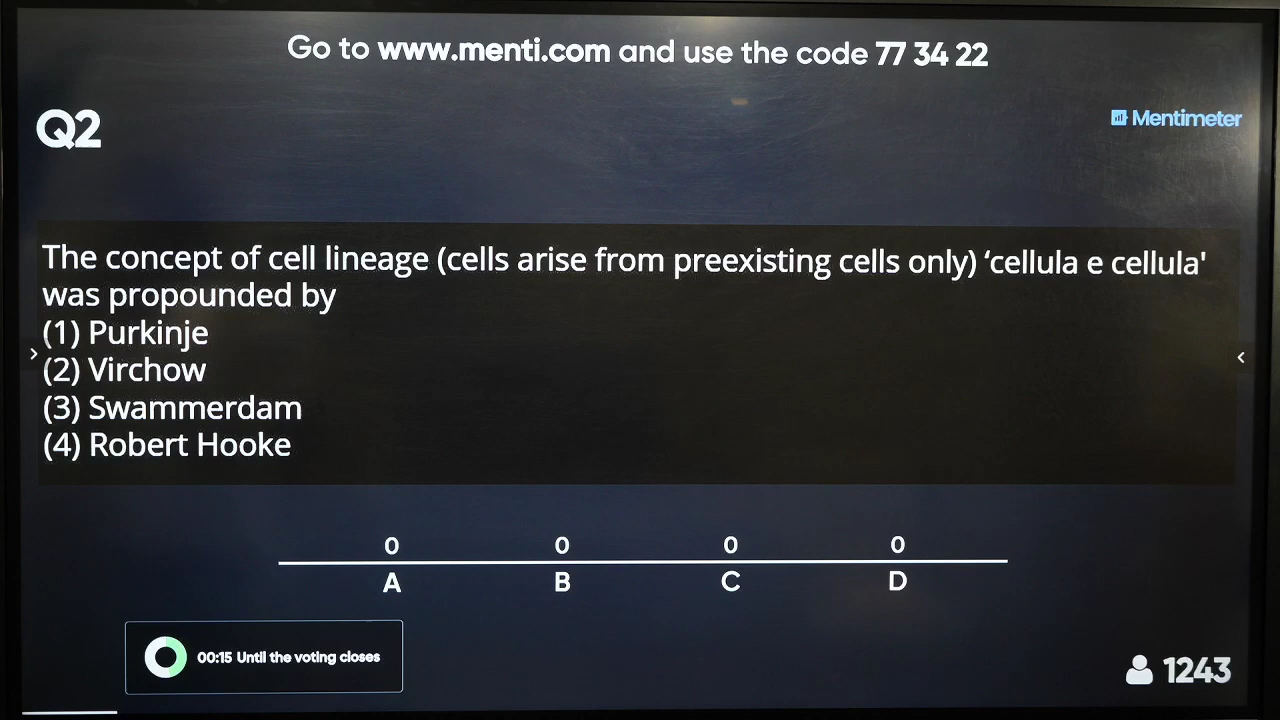 Go to www.menti.com and use the code 77 34 22
Q2
Mentimeter
The concept of cell lineage (cells arise from preexisting cells only) ‘cellula e cellula'
was propounded by
(1) Purkinje
(2) Virchow
(3) Swammerdam
(4) Robert Hooke
0 0 0 0
A B C D
00:15 Until the voting closes
1243